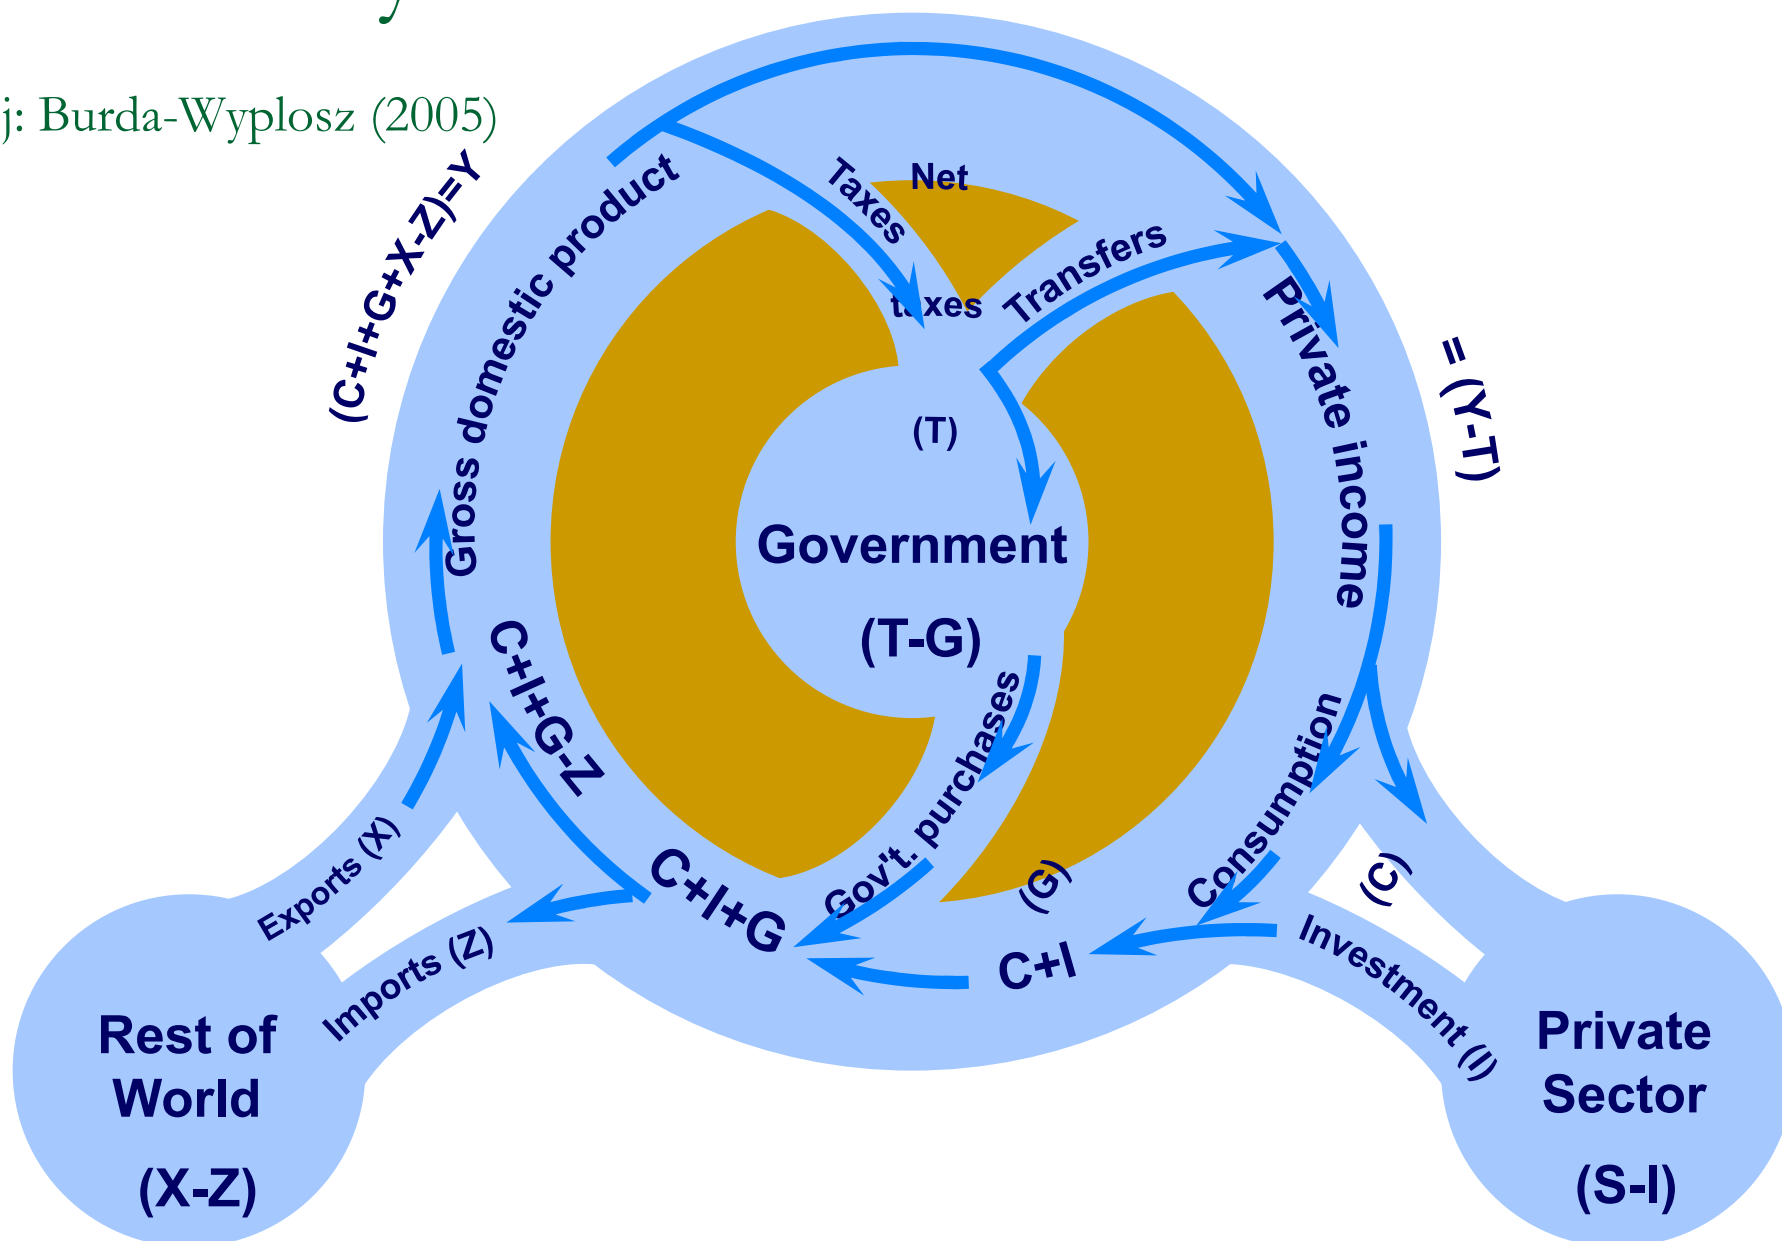 y
j: Burda-Wyplosz (2005)
(C+I+G+X-Z)=Y
Gross domestic product
Taxes
Net
taxes
(T)
Transfers
Private income
= (Y-T)
Government
(T-G)
Gov't. purchases
(G)
Consumption
(C)
C+I+G-Z
C+I+G
C+I
Exports (X)
Imports (Z)
Investment (I)
Rest of
World
(X-Z)
Private
Sector
(S-I)